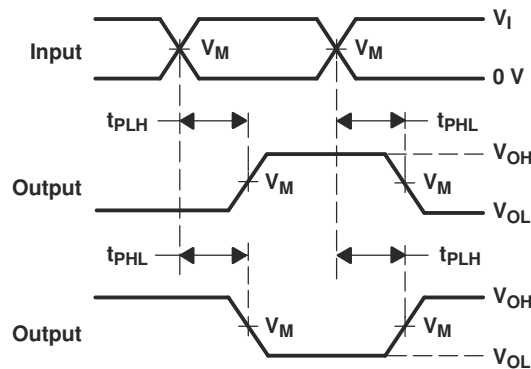 V_I
Input
V_M
V_M
0 V
t_PLH
t_PHL
V_OH
Output
V_M
V_M
V_OL
t_PHL
t_PLH
V_OH
Output
V_M
V_M
V_OL